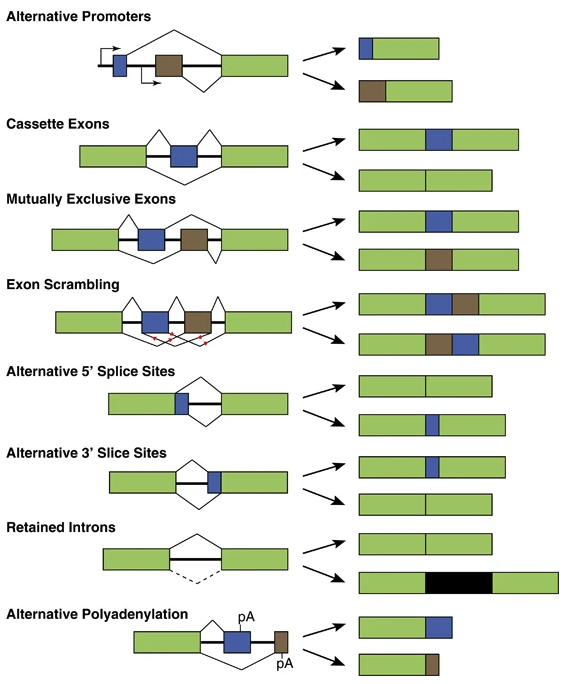 Alternative Promoters
Cassette Exons
Mutually Exclusive Exons
Exon Scrambling
Alternative 5' Splice Sites
Alternative 3' Slice Sites
Retained Introns
Alternative Polyadenylation
pA
pA